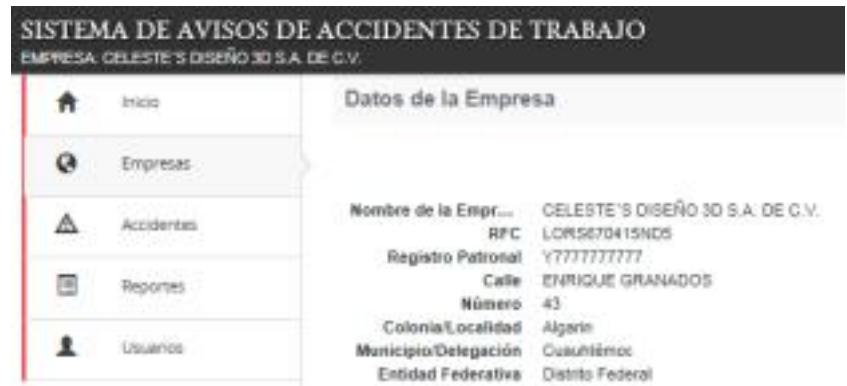 SISTEMA DE AVISOS DE ACCIDENTES DE TRABAJO
EMPRESA: CELESTE'S DISEÑO 3D S.A. DE C.V.
Inicio
Empresas
Accidentes
Reportes
Usuarios
Datos de la Empresa
Nombre de la Empr... CELESTE'S DISEÑO 3D S.A. DE C.V.
RFC LORS670415ND5
Registro Patronal Y7777777777
Calle ENRIQUE GRANADOS
Número 43
Colonia/Localidad Algarin
Municipio/Delegación Cuauhtémoc
Entidad Federativa Distrito Federal